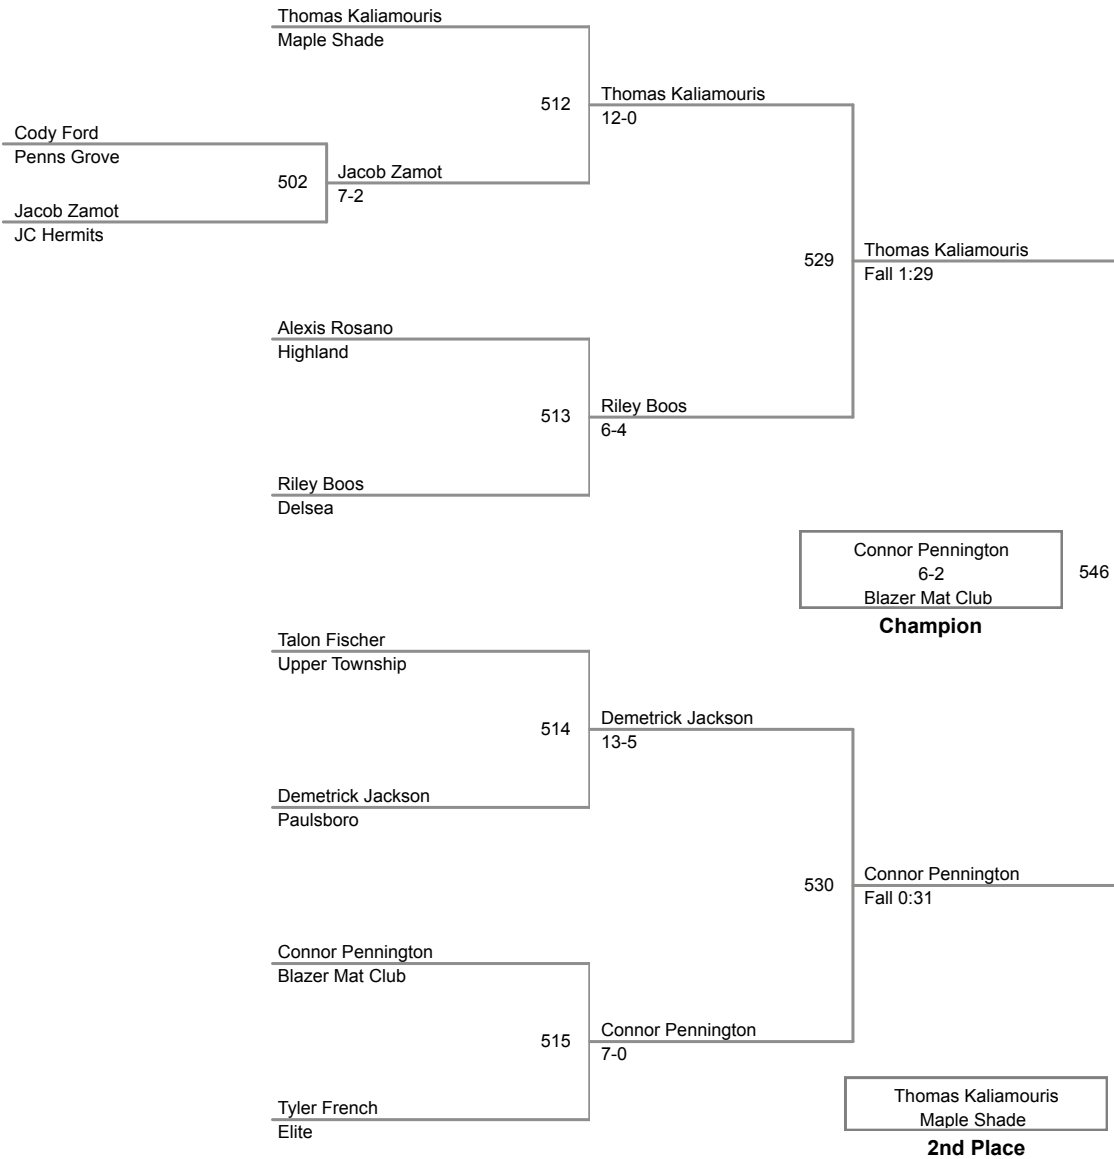 Thomas Kaliamouris
Maple Shade
512
Thomas Kaliamouris
12-0
Cody Ford
Penns Grove
502
Jacob Zamot
7-2
Jacob Zamot
JC Hermits
529
Thomas Kaliamouris
Fall 1:29
Alexis Rosano
Highland
513
Riley Boos
6-4
Riley Boos
Delsea
Connor Pennington
6-2
Blazer Mat Club
546
Champion
Talon Fischer
Upper Township
514
Demetrick Jackson
13-5
Demetrick Jackson
Paulsboro
530
Connor Pennington
Fall 0:31
Connor Pennington
Blazer Mat Club
515
Connor Pennington
7-0
Tyler French
Elite
Thomas Kaliamouris
Maple Shade
2nd Place